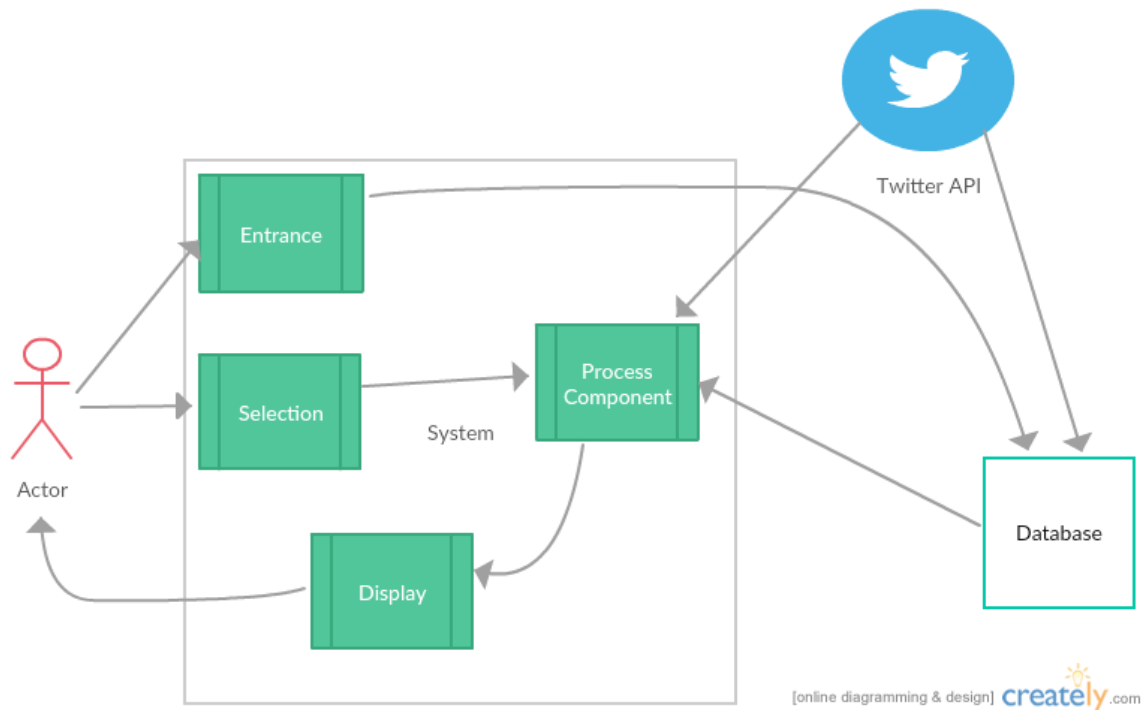 Twitter API
Entrance
Process
Component
Selection
System
Actor
Database
Display
[online diagramming & design] creately.com